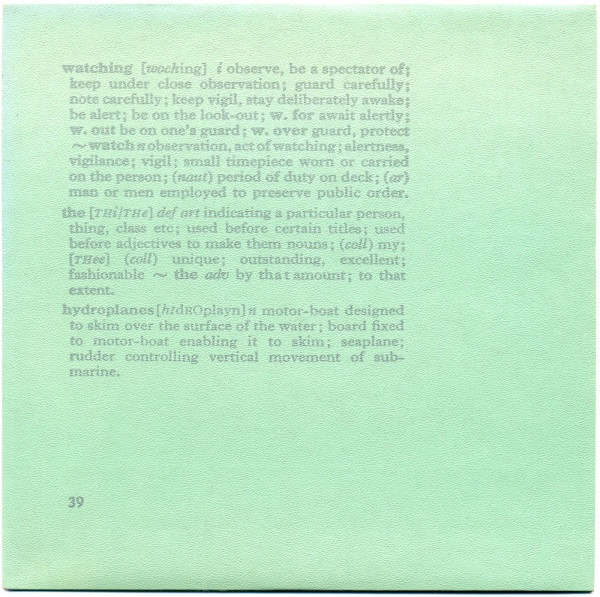 watching [woching] i observe, be a spectator of;
keep under close observation; guard carefully;
note carefully; keep vigil, stay deliberately awake;
be alert; be on the look-out; w. for await alertly;
w. out be on one's guard; w. over guard, protect
~ watch n observation, act of watching; alertness,
vigilance; vigil; small timepiece worn or carried
on the person; (naut) period of duty on deck; (ar)
man or men employed to preserve public order.
the [THi/THe] def art indicating a particular person,
thing, class etc; used before certain titles; used
before adjectives to make them nouns; (coll) my;
[THee] (coll) unique; outstanding, excellent;
fashionable ~ the adv by that amount; to that
extent.
hydroplanes [hIdROplayn] n motor-boat designed
to skim over the surface of the water; board fixed
to motor-boat enabling it to skim; seaplane;
rudder controlling vertical movement of sub-
marine.
39